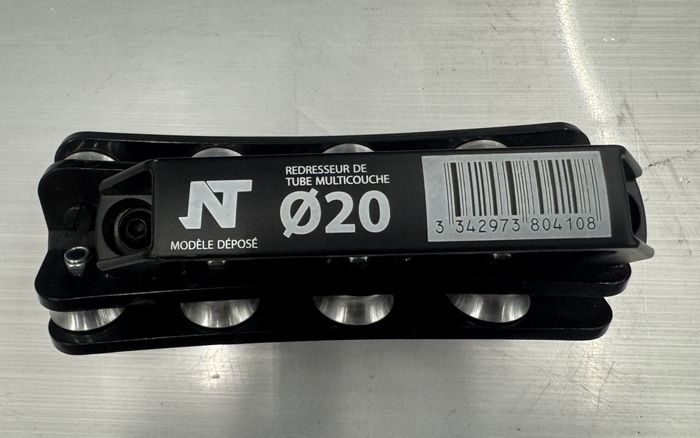 NT
MODÈLE DÉPOSÉ
REDRESSEUR DE
TUBE MULTICOUCHE
Ø20
3 342973 804108